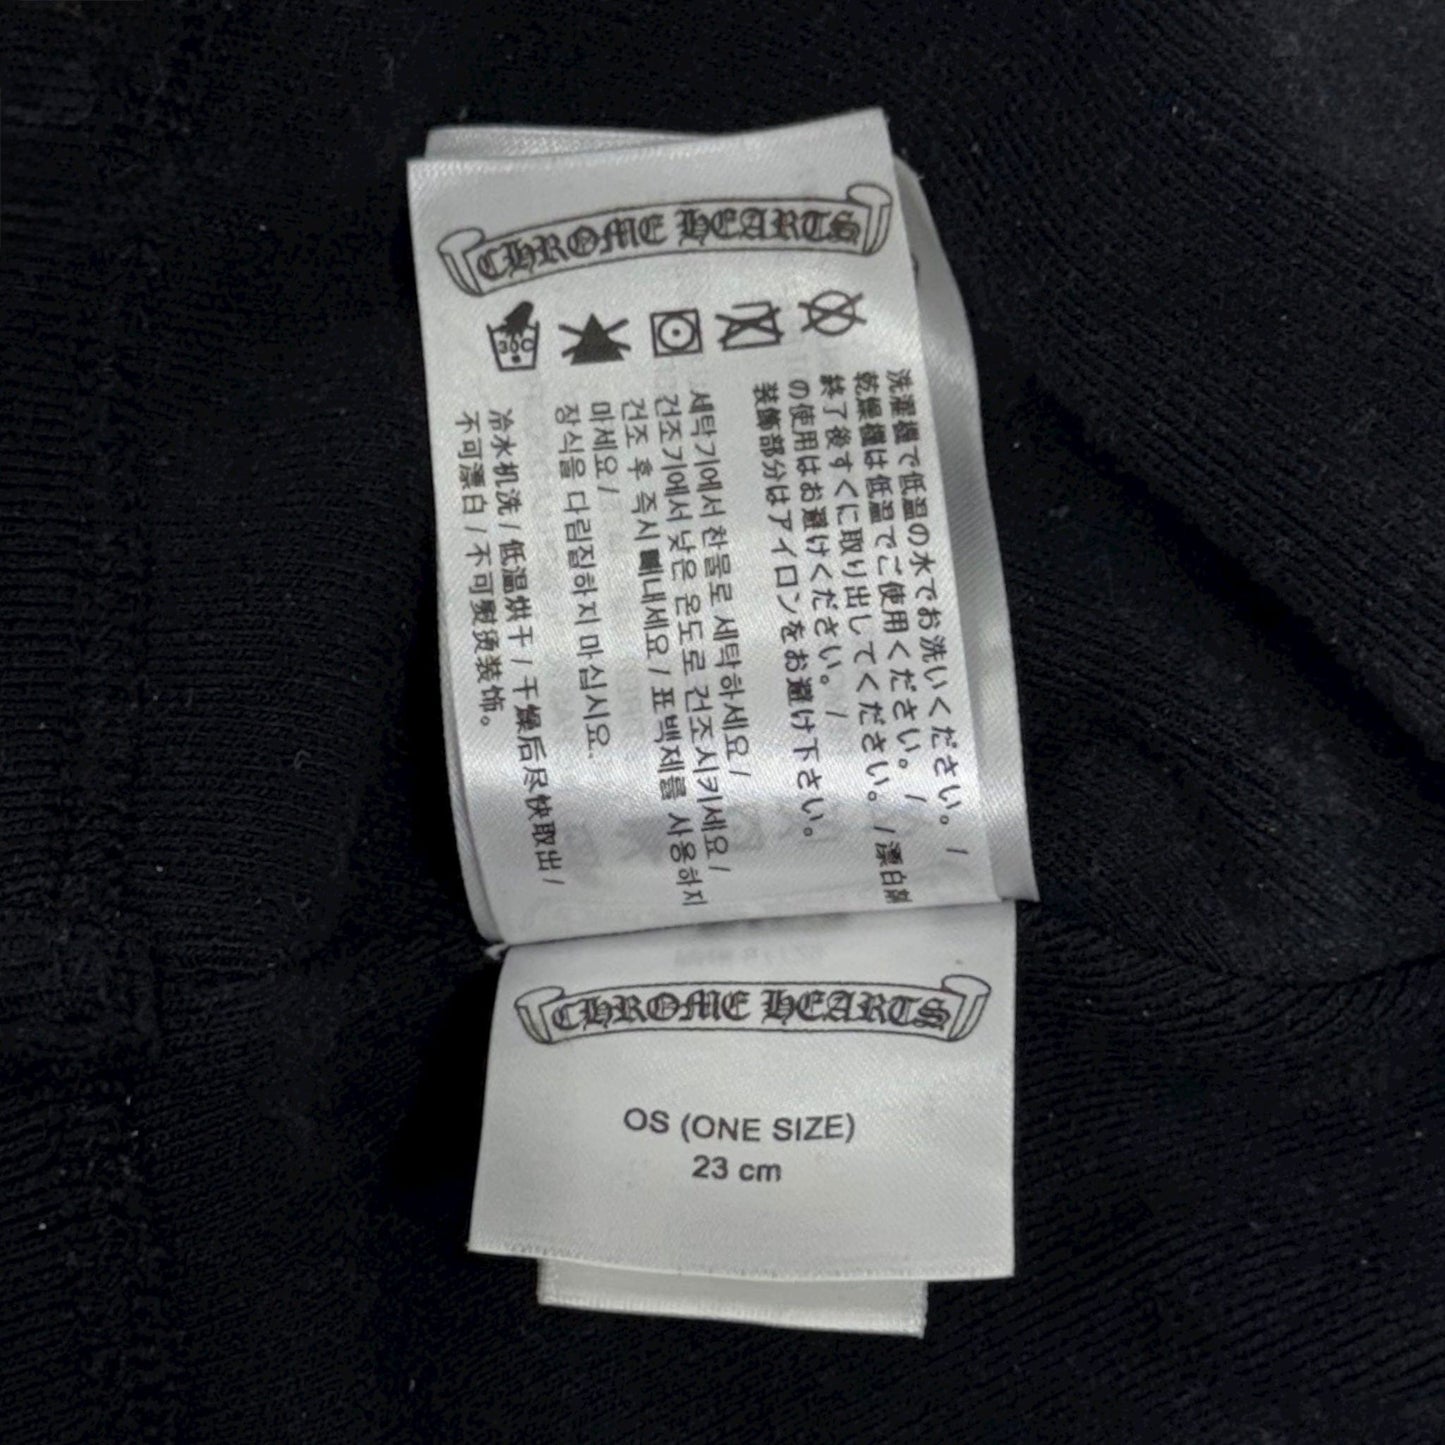 CHROME HEARTS
30C
洗濯機で低温の水でお洗いください。/
乾燥機は低温でご使用ください。/
終了後すぐに取り出してください。/漂白剤
の使用はお避けください。/
装飾部分はアイロンをお避け下さい。
세탁기에서 찬물로 세탁하세요/
건조기에서 낮은 온도로 건조시키세요/
건조 후 즉시 빼내세요/ 표백제를 사용하지
마세요/
장식을 다림질하지 마십시요.
冷水机洗/低温烘干/干燥后尽快取出/
不可漂白/不可熨烫装饰。
CHROME HEARTS
OS (ONE SIZE)
23 cm